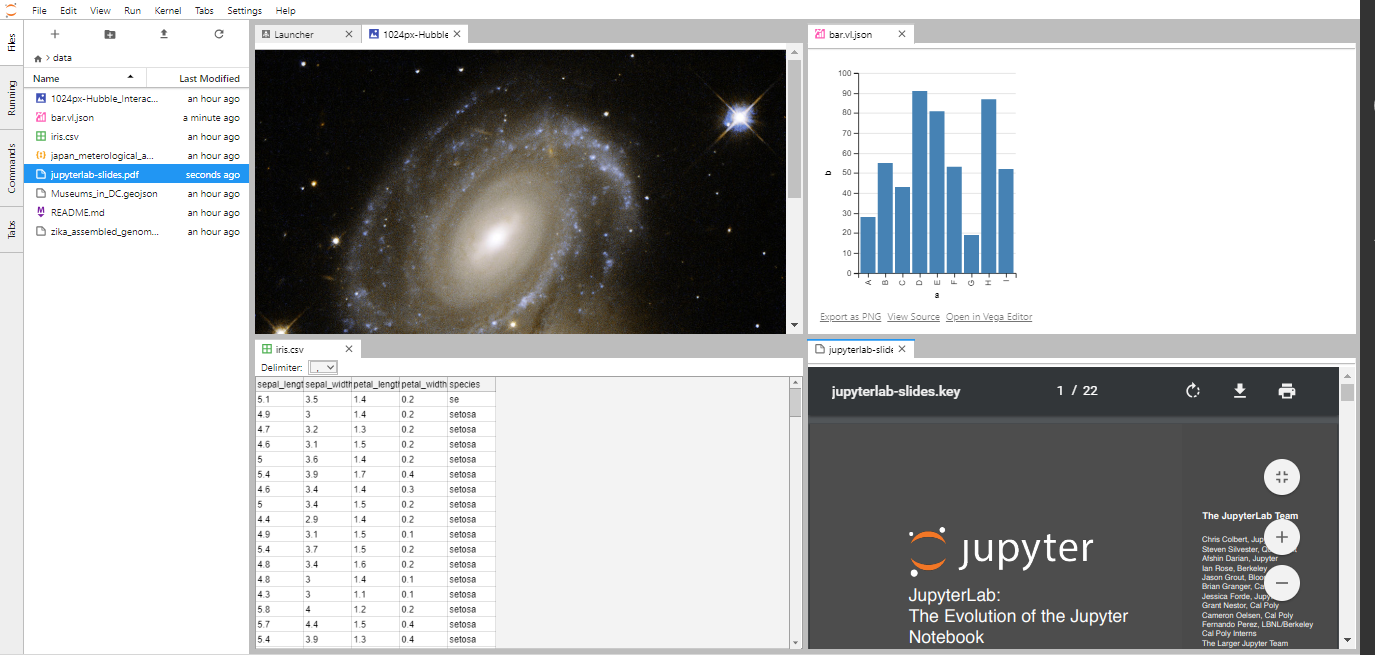 File Edit View Run Kernel Tabs Settings Help
Files
Running
Commands
Tabs
data
Name Last Modified
1024px-Hubble_Interac... an hour ago
bar.vl.json a minute ago
iris.csv an hour ago
japan_meterological_a... an hour ago
jupyterlab-slides.pdf seconds ago
Museums_in_DC.geojson an hour ago
README.md an hour ago
zika_assembled_genom... an hour ago
Launcher
1024px-Hubble
bar.vl.json
100
90
80
70
60
50
40
30
20
10
0
b
A B C D E F G H I
a
Export as PNG View Source Open in Vega Editor
iris.csv
Delimiter: ,
sepal_lengt sepal_width petal_lengt petal_width species
5.1 3.5 1.4 0.2 se
4.9 3 1.4 0.2 setosa
4.7 3.2 1.3 0.2 setosa
4.6 3.1 1.5 0.2 setosa
5 3.6 1.4 0.2 setosa
5.4 3.9 1.7 0.4 setosa
4.6 3.4 1.4 0.3 setosa
5 3.4 1.5 0.2 setosa
4.4 2.9 1.4 0.2 setosa
4.9 3.1 1.5 0.1 setosa
5.4 3.7 1.5 0.2 setosa
4.8 3.4 1.6 0.2 setosa
4.8 3 1.4 0.1 setosa
4.3 3 1.1 0.1 setosa
5.8 4 1.2 0.2 setosa
5.7 4.4 1.5 0.4 setosa
5.4 3.9 1.3 0.4 setosa
jupyterlab-slide
jupyterlab-slides.key 1 / 22
jupyter
JupyterLab:
The Evolution of the Jupyter
Notebook
The JupyterLab Team
Chris Colbert,
Steven Silvester,
Afshin Darian, Jupyter
Ian Rose, Berkeley
Jason Grout,
Brian Granger,
Jessica Forde,
Grant Nestor, Cal Poly
Cameron Oelsen, Cal Poly
Fernando Perez, LBNL/Berkeley
Cal Poly Interns
The Larger Jupyter Team